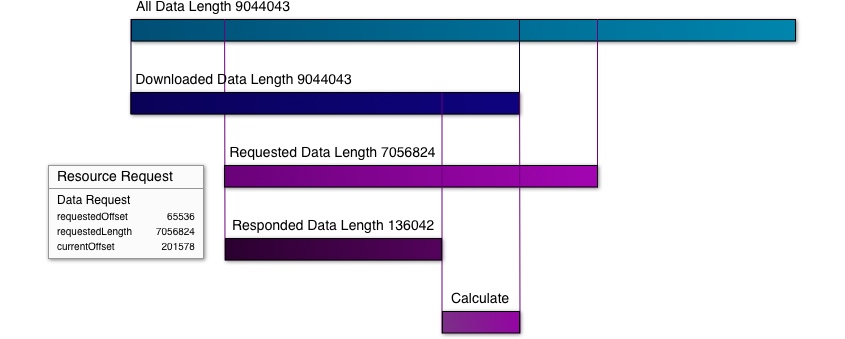 All Data Length 9044043
Downloaded Data Length 9044043
Requested Data Length 7056824
Resource Request
Data Request
requestedOffset 65536
requestedLength 7056824
currentOffset 201578
Responded Data Length 136042
Calculate